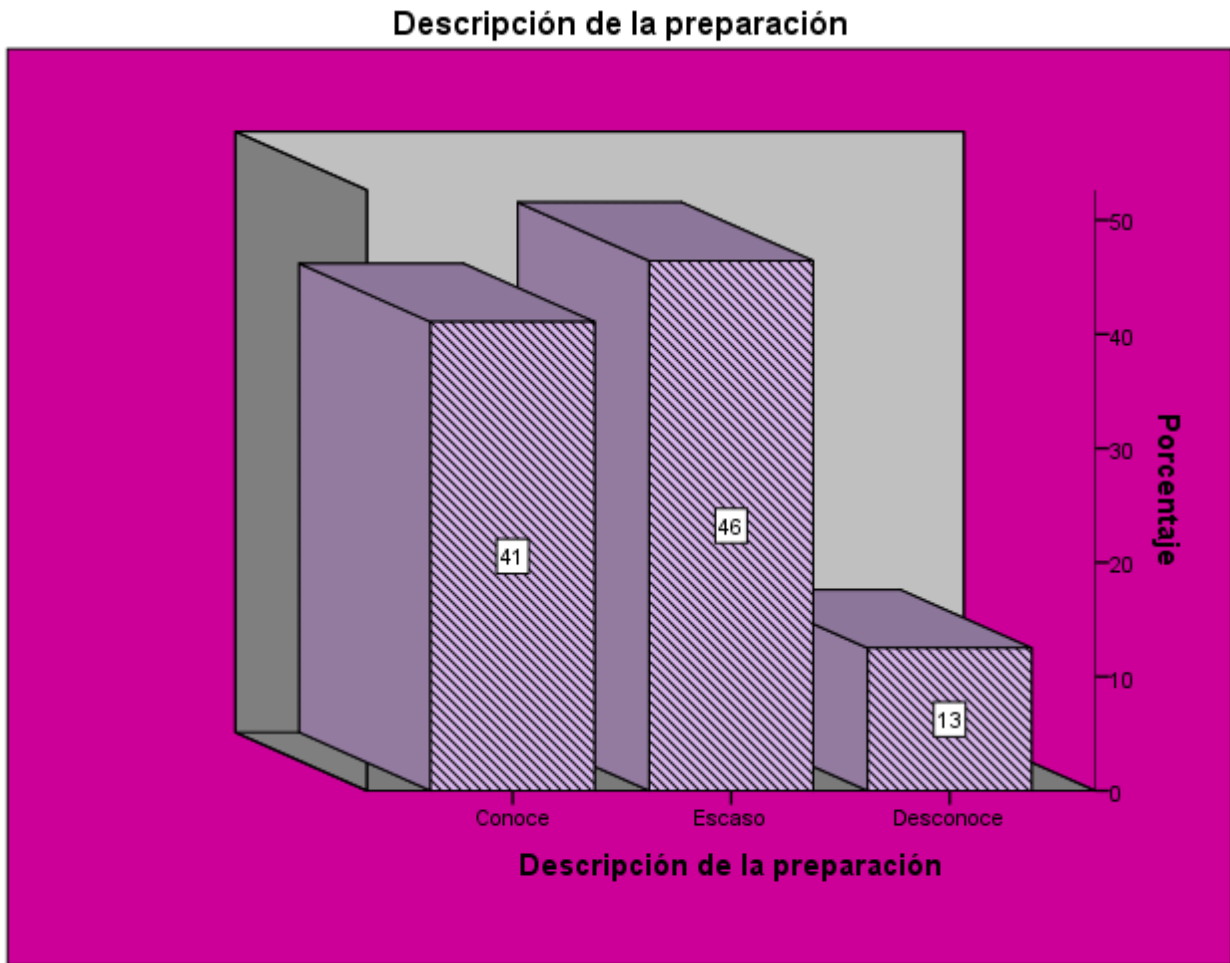 Descripción de la preparación
50
40
30
20
10
0
Porcentaje
41
46
13
Conoce
Escaso
Desconoce
Descripción de la preparación